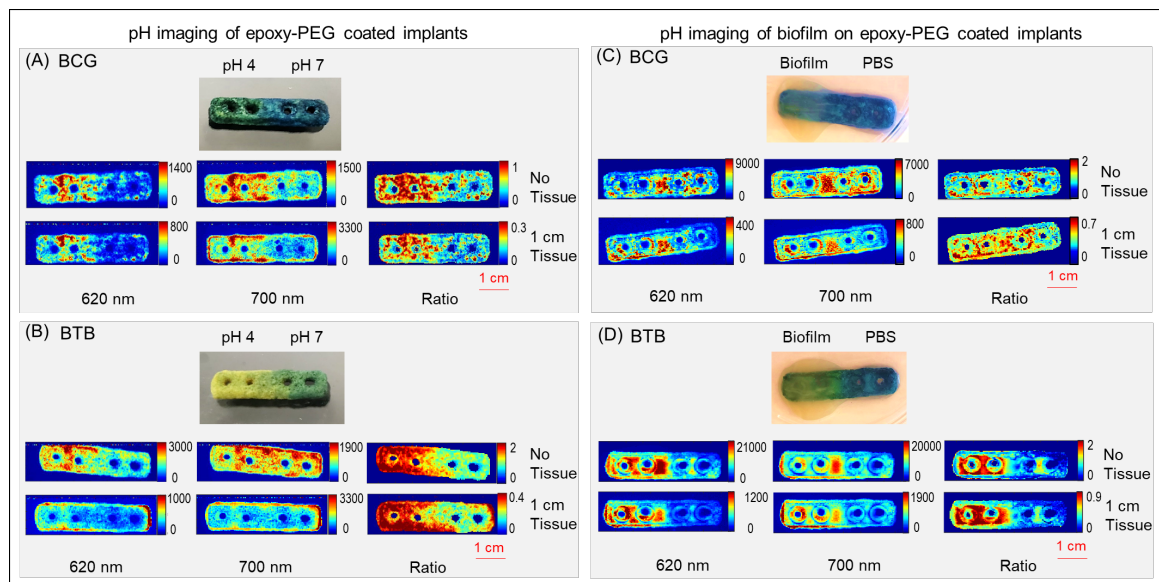 pH imaging of epoxy-PEG coated implants
(A) BCG
pH 4 pH 7
1400
0
1500
0
1
0
No
Tissue
800
0
3300
0
0.3
0
1 cm
Tissue
1 cm
620 nm 700 nm Ratio
(B) BTB
pH 4 pH 7
3000
0
1900
0
2
0
No
Tissue
1000
0
3300
0
0.4
0
1 cm
Tissue
1 cm
620 nm 700 nm Ratio
pH imaging of biofilm on epoxy-PEG coated implants
(C) BCG
Biofilm PBS
9000
0
7000
0
2
0
No
Tissue
400
0
800
0
0.7
0
1 cm
Tissue
1 cm
620 nm 700 nm Ratio
(D) BTB
Biofilm PBS
21000
0
20000
0
2
0
No
Tissue
1200
0
1900
0
0.9
0
1 cm
Tissue
1 cm
620 nm 700 nm Ratio